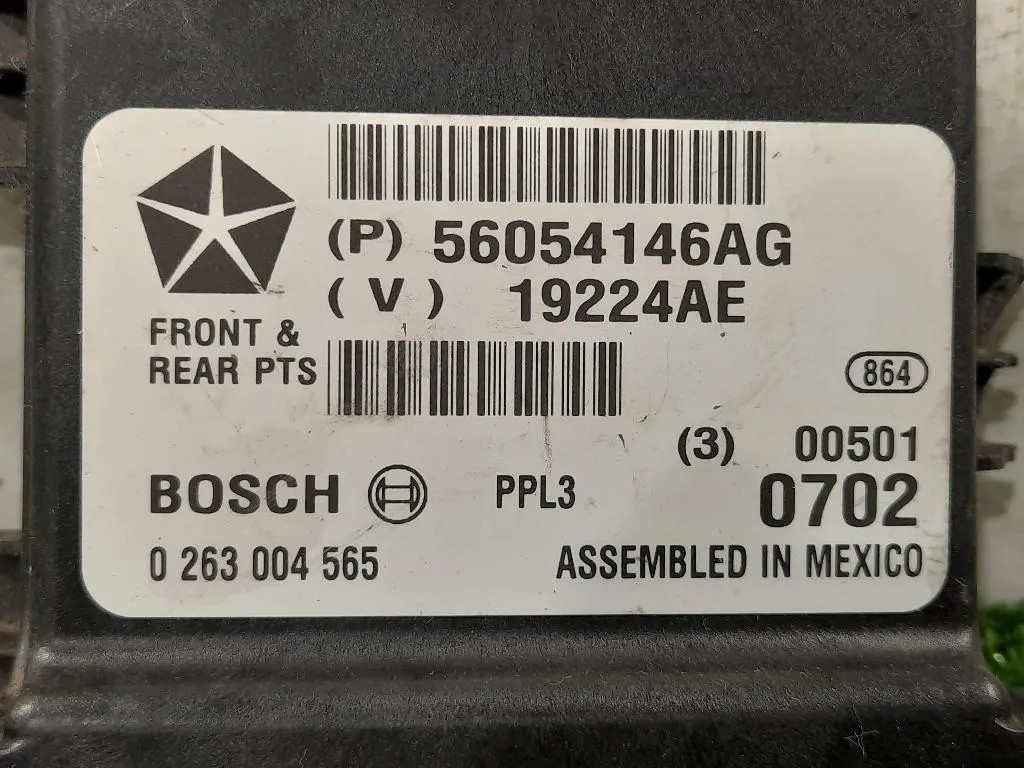 (P) 56054146AG
(V) 19224AE
FRONT &
REAR PTS
864
(3) 00501
BOSCH PPL3 0702
0 263 004 565 ASSEMBLED IN MEXICO